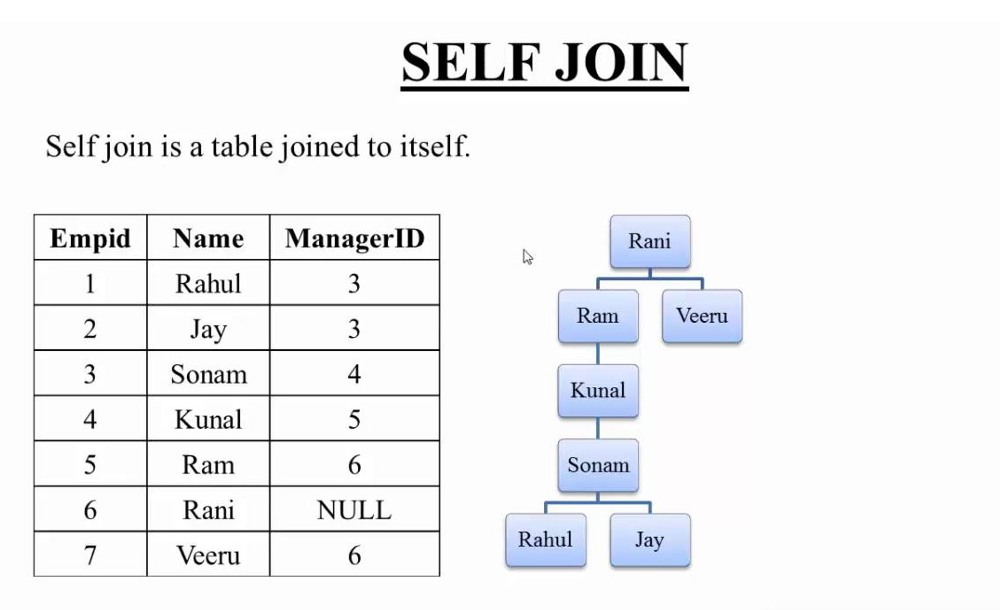 SELF JOIN
Self join is a table joined to itself.
Empid Name ManagerID
1 Rahul 3
2 Jay 3
3 Sonam 4
4 Kunal 5
5 Ram 6
6 Rani NULL
7 Veeru 6
Rani
Ram Veeru
Kunal
Sonam
Rahul Jay